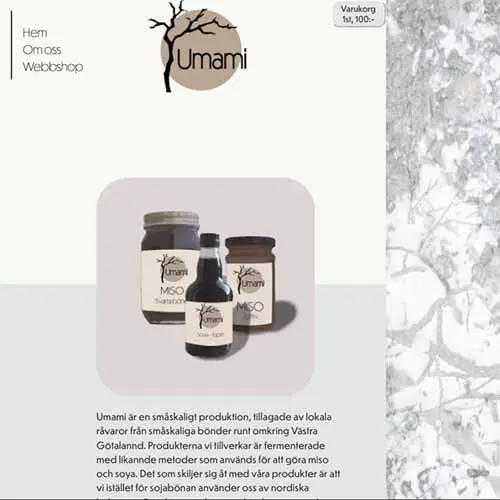 Hem
Om oss
Webbshop
Umami
Varukorg
1st, 100:-
Umami
MISO
Umami
Umami
MISO
Umami är en småskaligt produktion, tillagade av lokala
råvaror från småskaliga bönder runt omkring Västra
Götalannd. Produkterna vi tillverkar är fermenterade
med likannde metoder som används för att göra miso
och soya. Det som skiljer sig åt med våra produkter är att
vi istället för sojabönan använder oss av nordiska